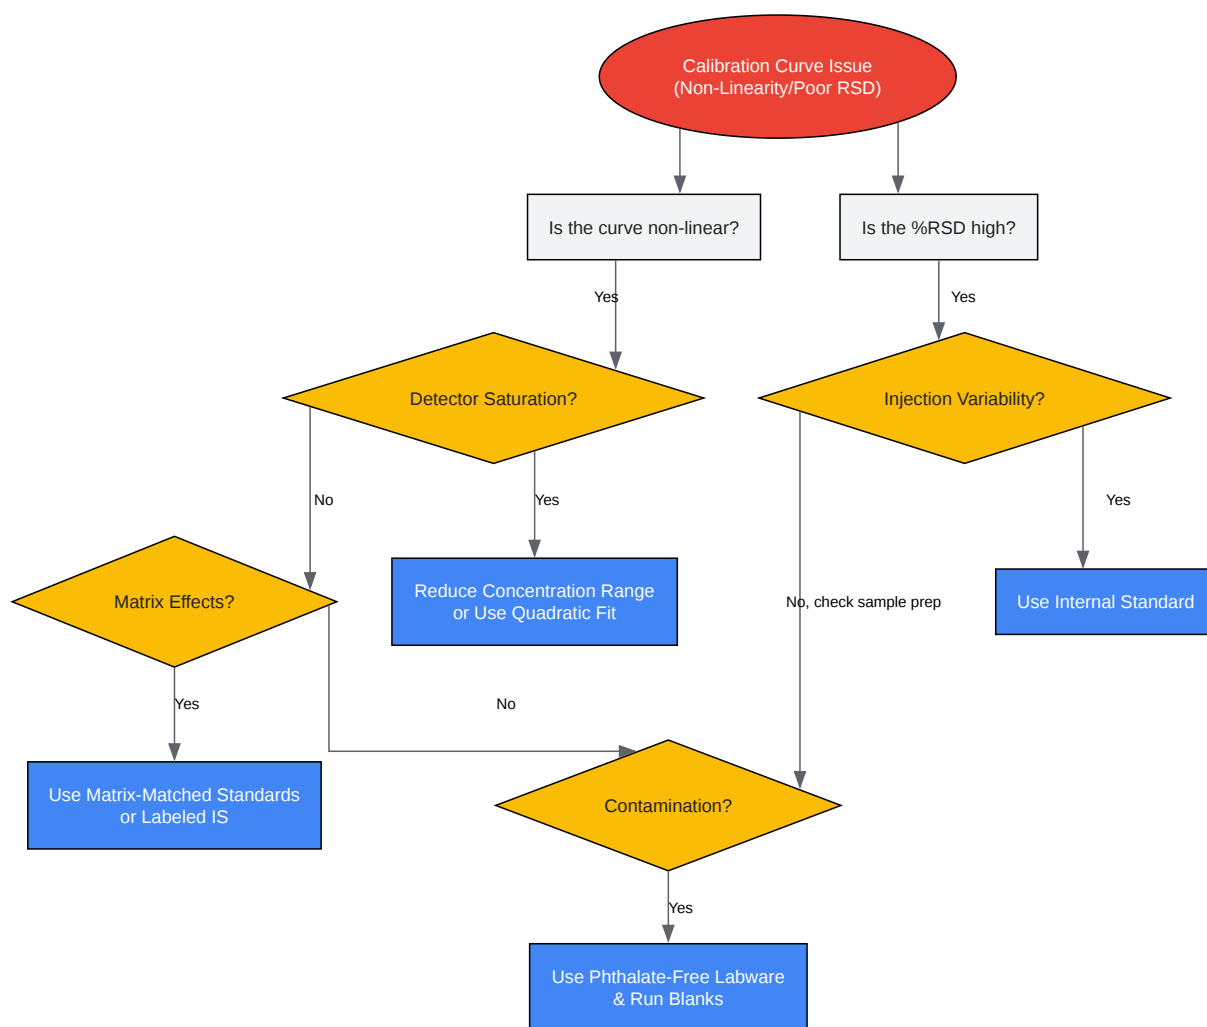 Calibration Curve Issue
(Non-Linearity/Poor RSD)
Is the curve non-linear?
Is the %RSD high?
Yes
Yes
Detector Saturation?
Injection Variability?
No
Yes
Yes
Matrix Effects?
Reduce Concentration Range
or Use Quadratic Fit
No, check sample prep
Use Internal Standard
Yes
No
Use Matrix-Matched Standards
or Labeled IS
Contamination?
Yes
Use Phthalate-Free Labware
& Run Blanks